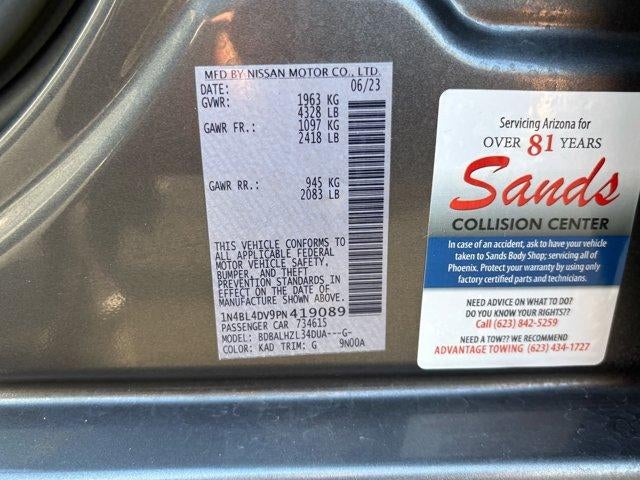 MFD BY NISSAN MOTOR CO., LTD.
DATE: 06/23
GVWR: 1963 KG
4328 LB
GAWR FR.: 1097 KG
2418 LB
GAWR RR.: 945 KG
2083 LB
THIS VEHICLE CONFORMS TO
ALL APPLICABLE FEDERAL
MOTOR VEHICLE SAFETY,
BUMPER, AND THEFT
PREVENTION STANDARDS IN
EFFECT ON THE DATE OF
MANUFACTURE SHOWN ABOVE.
1N4BL4DV9PN419089
PASSENGER CAR 734615
MODEL: BDBALHZL34DUA---G-
COLOR: KAD TRIM: G 9N00A
Servicing Arizona for
OVER 81 YEARS
Sands
COLLISION CENTER
In case of an accident, ask to have your vehicle
taken to Sands Body Shop; servicing all of
Phoenix. Protect your warranty by using only
factory certified parts and technicians.
NEED ADVICE ON WHAT TO DO?
DO YOU KNOW YOUR RIGHTS??
Call (623) 842-5259
NEED A TOW?? WE RECOMMEND
ADVANTAGE TOWING (623) 434-1727